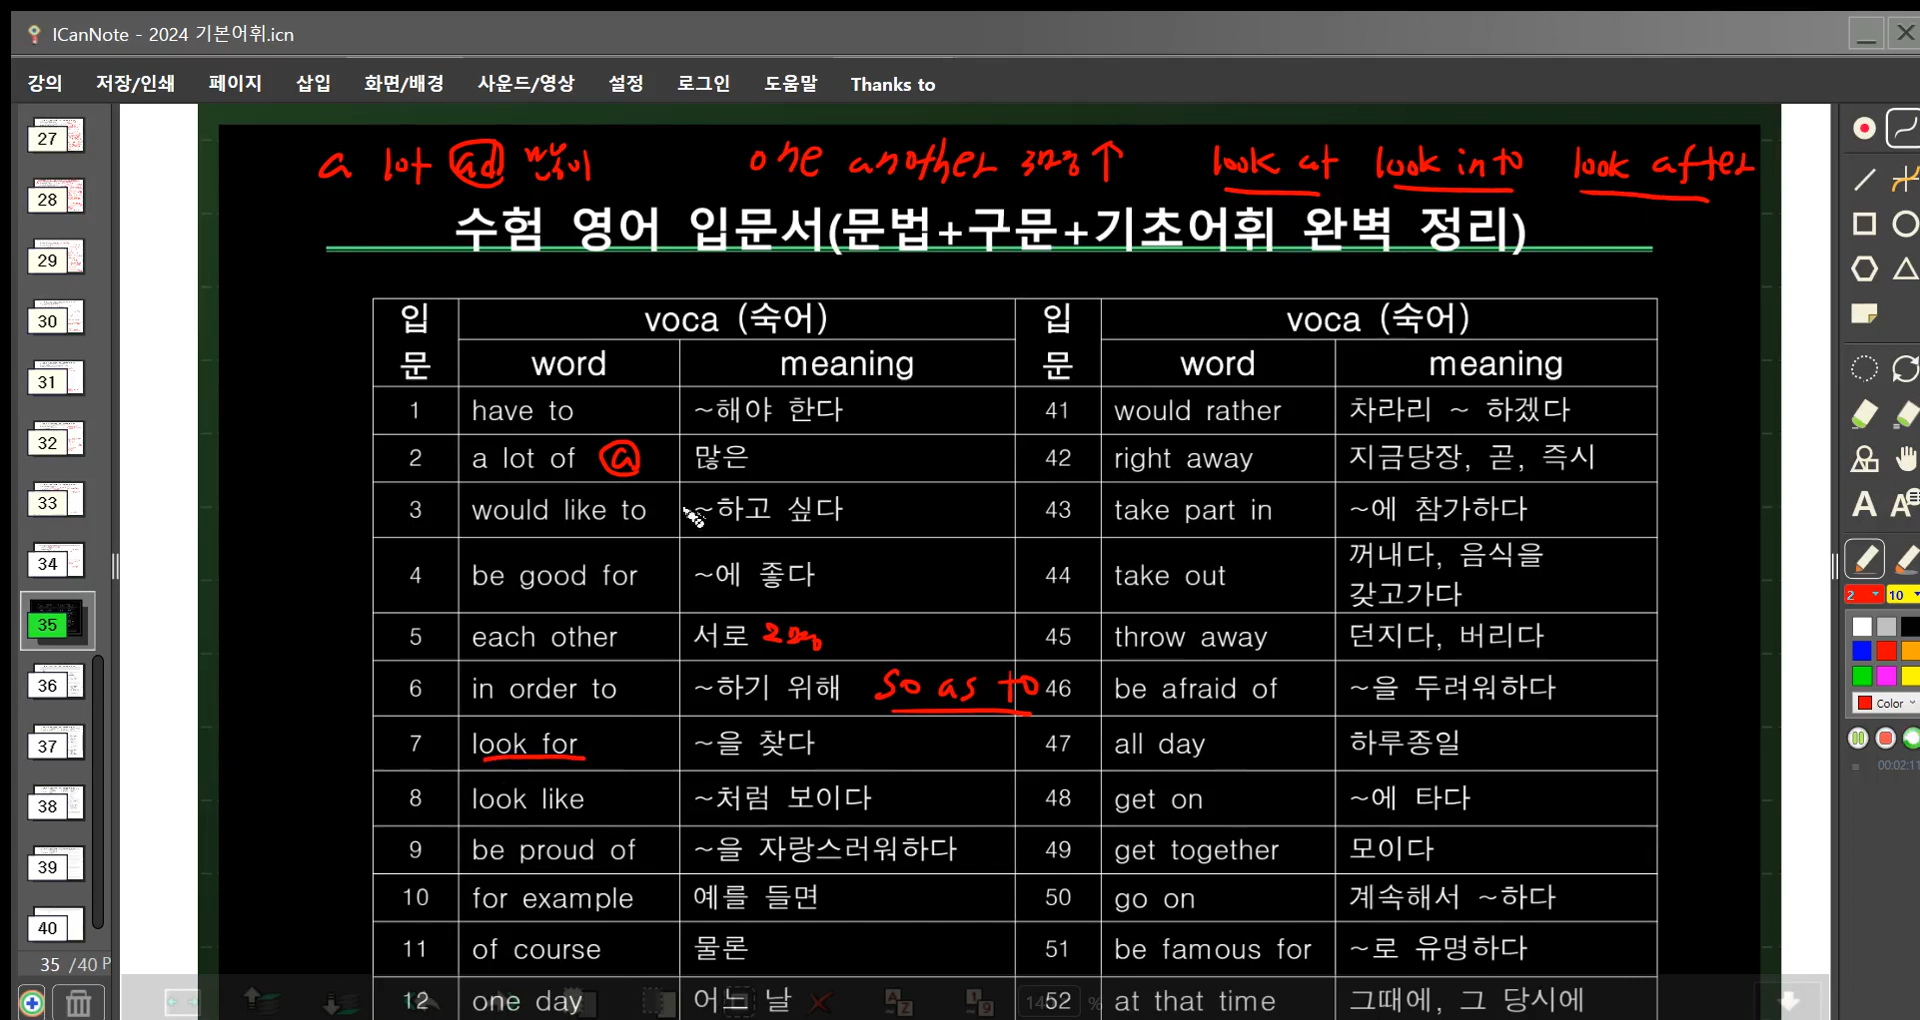 ICanNote - 2024 기본어휘.icn
강의 저장/인쇄 페이지 삽입 화면/배경 사운드/영상 설정 로그인 도움말 Thanks to
a lot ad 많이 one another 3명↑ look at look into look after
수험 영어 입문서(문법+구문+기초어휘 완벽 정리)
입문 voca (숙어) 입문 voca (숙어)
word meaning word meaning
1 have to ~해야 한다 41 would rather 차라리 ~ 하겠다
2 a lot of a 많은 42 right away 지금당장, 곧, 즉시
3 would like to ~하고 싶다 43 take part in ~에 참가하다
4 be good for ~에 좋다 44 take out 꺼내다, 음식을 갖고가다
5 each other 서로 2명 45 throw away 던지다, 버리다
6 in order to ~하기 위해 so as to 46 be afraid of ~을 두려워하다
7 look for ~을 찾다 47 all day 하루종일
8 look like ~처럼 보이다 48 get on ~에 타다
9 be proud of ~을 자랑스러워하다 49 get together 모이다
10 for example 예를 들면 50 go on 계속해서 ~하다
11 of course 물론 51 be famous for ~로 유명하다
12 one day 어느 날 52 at that time 그때에, 그 당시에
27
28
29
30
31
32
33
34
35
36
37
38
39
40
35 /40 P
2 10
Color
00:02:11